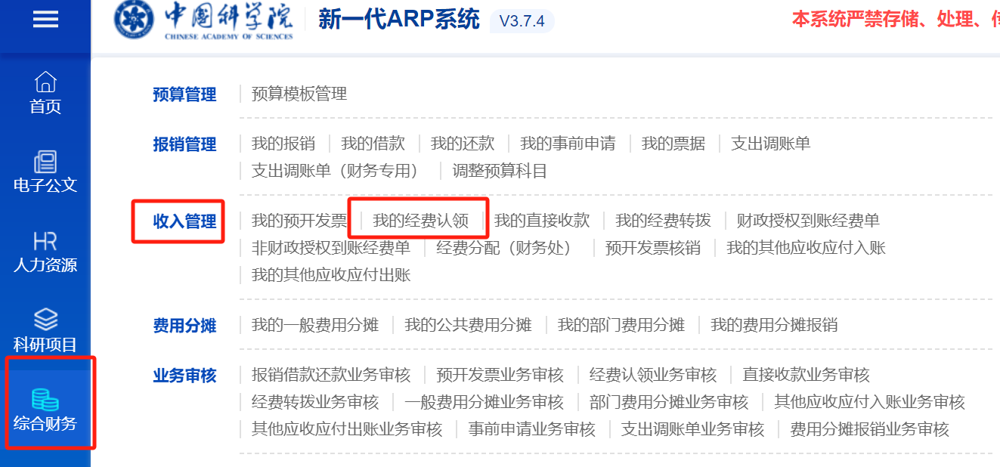 中国科学院
CHINESE ACADEMY OF SCIENCES
新一代ARP系统 V3.7.4
本系统严禁存储、处理、
首页
电子公文
HR
人力资源
科研项目
综合财务
预算管理 预算模板管理
报销管理 我的报销 我的借款 我的还款 我的事前申请 我的票据 支出调账单
支出调账单（财务专用） 调整预算科目
收入管理 我的预开发票 我的经费认领 我的直接收款 我的经费转拨 财政授权到账经费单
非财政授权到账经费单 经费分配（财务处） 预开发票核销 我的其他应收应付入账
我的其他应收应付出账
费用分摊 我的一般费用分摊 我的公共费用分摊 我的部门费用分摊 我的费用分摊报销
业务审核 报销借款还款业务审核 预开发票业务审核 经费认领业务审核 直接收款业务审核
经费转拨业务审核 一般费用分摊业务审核 部门费用分摊业务审核 其他应收应付入账业务审核
其他应收应付出账业务审核 事前申请业务审核 支出调账单业务审核 费用分摊报销业务审核